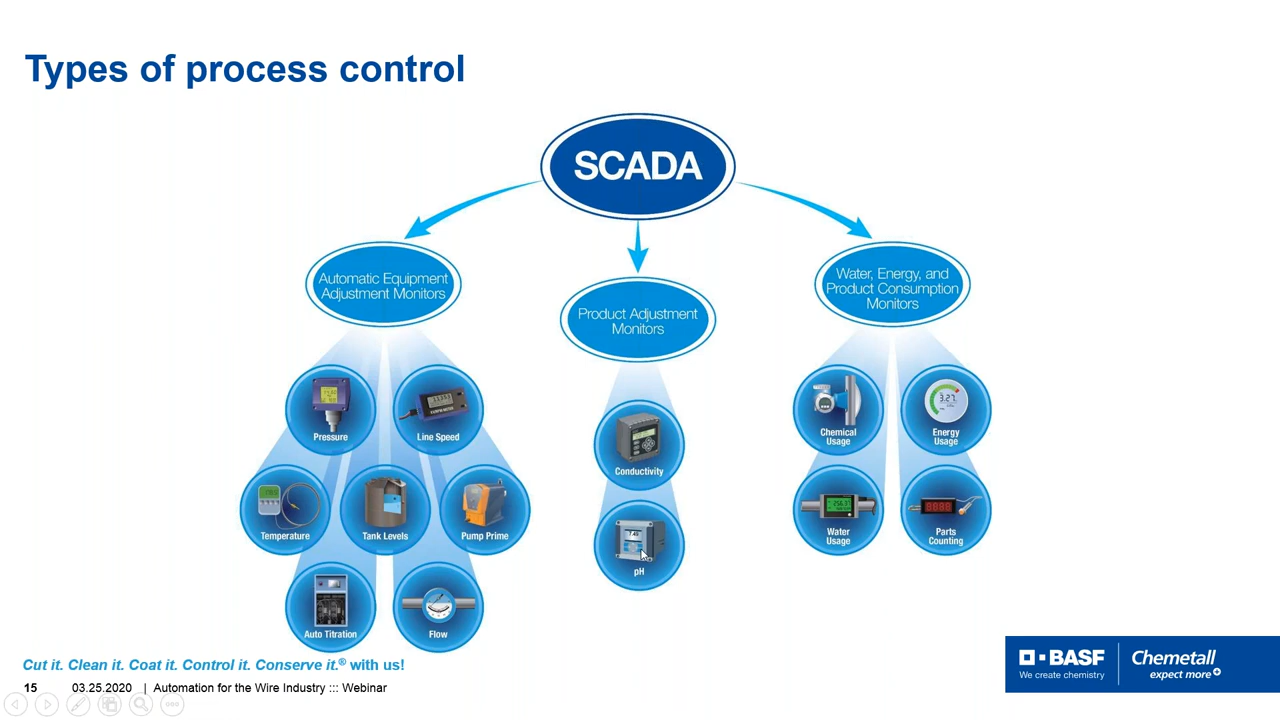 Types of process control
SCADA
Automatic Equipment
Adjustment Monitors
Product Adjustment
Monitors
Water, Energy, and
Product Consumption
Monitors
Pressure
Line Speed
Temperature
Tank Levels
Pump Prime
Auto Titration
Flow
Conductivity
pH
Chemical
Usage
Energy
Usage
Water
Usage
Parts
Counting
Cut it. Clean it. Coat it. Control it. Conserve it.® with us!
15 03.25.2020 | Automation for the Wire Industry ::: Webinar
BASF
We create chemistry
Chemetall
expect more